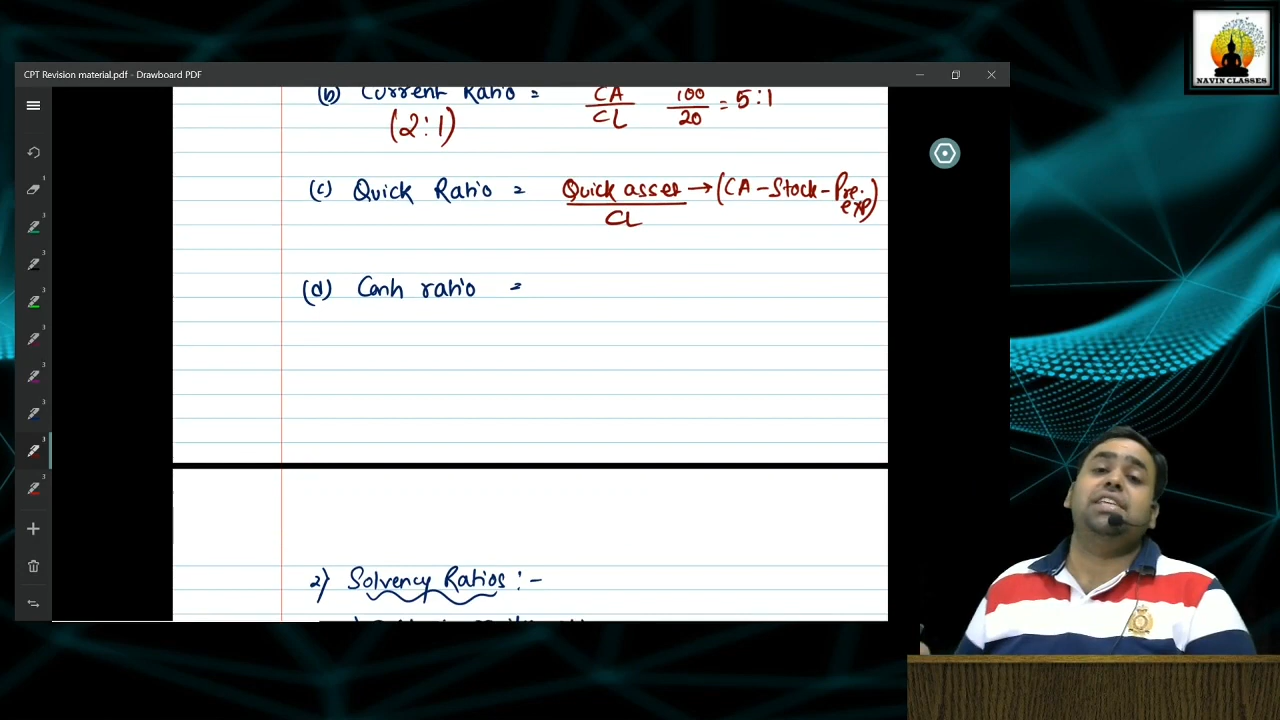 NAVIN CLASSES
CPT Revision material.pdf - Drawboard PDF
(b) Current Ratio = CA/CL 100/20 = 5:1
(2:1)
(c) Quick Ratio = Quick asset/CL → (CA - Stock - Pre. exp)
(d) Cash ratio =
2) Solvency Ratios :-